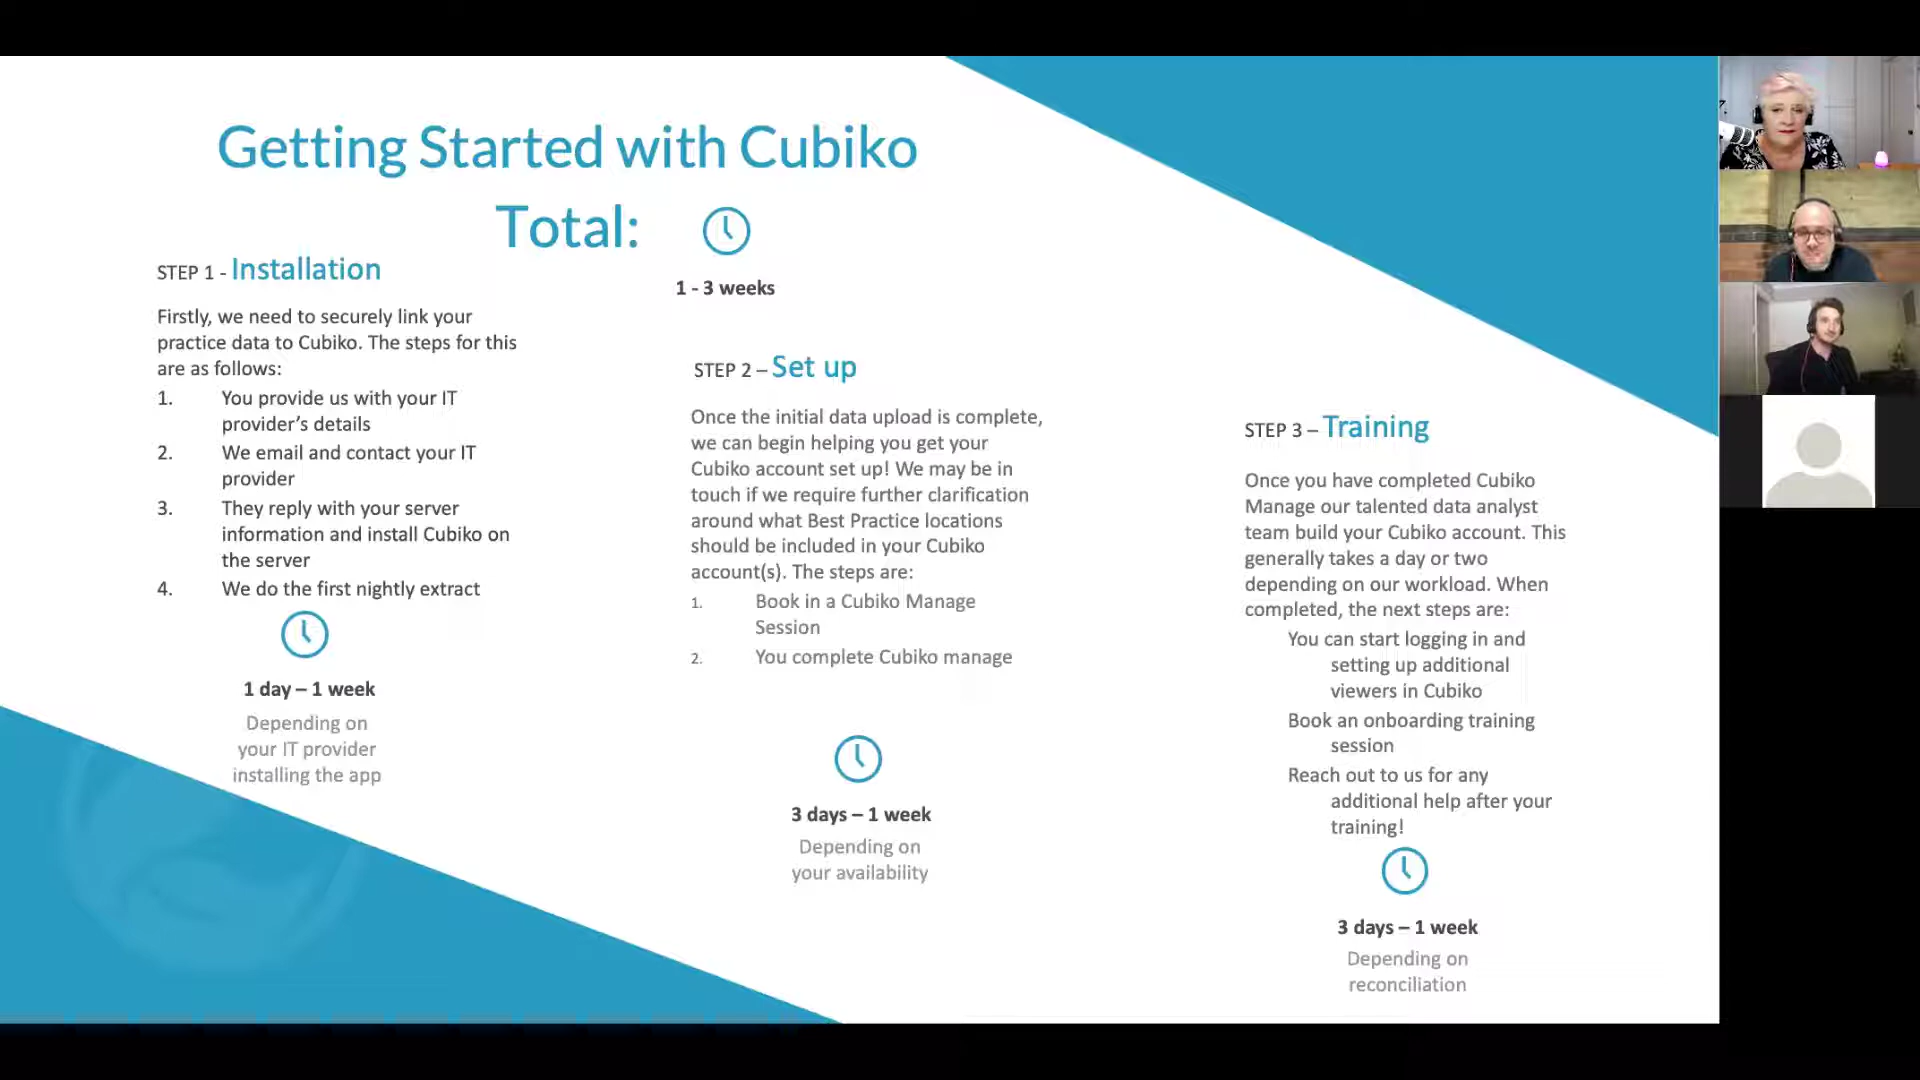 Getting Started with Cubiko
Total:
1 - 3 weeks
STEP 1 - Installation
Firstly, we need to securely link your
practice data to Cubiko. The steps for this
are as follows:
1. You provide us with your IT
provider’s details
2. We email and contact your IT
provider
3. They reply with your server
information and install Cubiko on
the server
4. We do the first nightly extract
1 day – 1 week
Depending on
your IT provider
installing the app
STEP 2 – Set up
Once the initial data upload is complete,
we can begin helping you get your
Cubiko account set up! We may be in
touch if we require further clarification
around what Best Practice locations
should be included in your Cubiko
account(s). The steps are:
1. Book in a Cubiko Manage
Session
2. You complete Cubiko manage
3 days – 1 week
Depending on
your availability
STEP 3 – Training
Once you have completed Cubiko
Manage our talented data analyst
team build your Cubiko account. This
generally takes a day or two
depending on our workload. When
completed, the next steps are:
You can start logging in and
setting up additional
viewers in Cubiko
Book an onboarding training
session
Reach out to us for any
additional help after your
training!
3 days – 1 week
Depending on
reconciliation